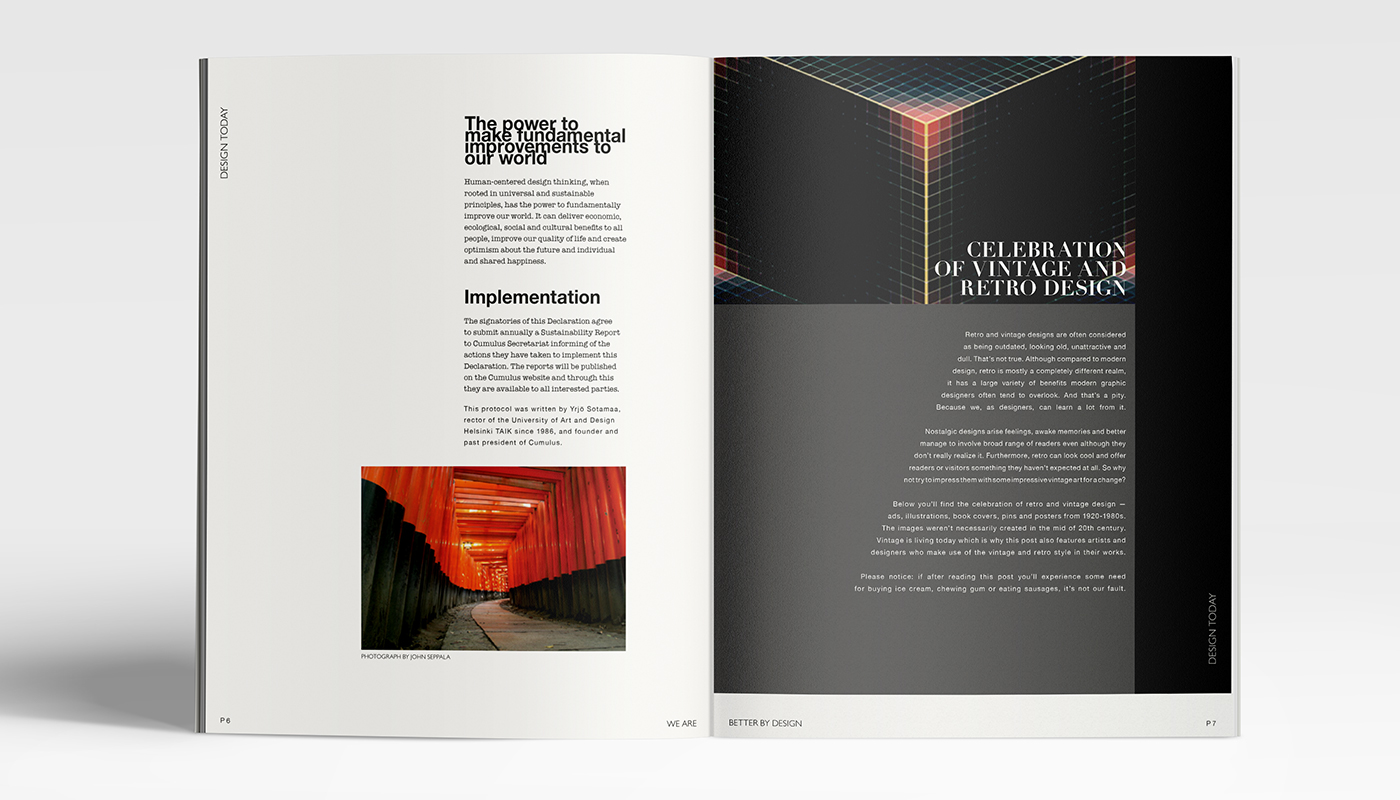 DESIGN TODAY
The power to
make fundamental
improvements to
our world
Human-centered design thinking, when
rooted in universal and sustainable
principles, has the power to fundamentally
improve our world. It can deliver economic,
ecological, social and cultural benefits to all
people, improve our quality of life and create
optimism about the future and individual
and shared happiness.
Implementation
The signatories of this Declaration agree
to submit annually a Sustainability Report
to Cumulus Secretariat informing of the
actions they have taken to implement this
Declaration. The reports will be published
on the Cumulus website and through this
they are available to all interested parties.
This protocol was written by Yrjö Sotamaa,
rector of the University of Art and Design
Helsinki TAIK since 1986, and founder and
past president of Cumulus.
PHOTOGRAPH BY JOHN SEPPALA
P 6
WE ARE
CELEBRATION
OF VINTAGE AND
RETRO DESIGN
Retro and vintage designs are often considered
as being outdated, looking old, unattractive and
dull. That's not true. Although compared to modern
design, retro is mostly a completely different realm,
it has a large variety of benefits modern graphic
designers often tend to overlook. And that's a pity.
Because we, as designers, can learn a lot from it.
Nostalgic designs arise feelings, awake memories and better
manage to involve broad range of readers even although they
don't really realize it. Furthermore, retro can look cool and offer
readers or visitors something they haven't expected at all. So why
not try to impress them with some impressive vintage art for a change?
Below you'll find the celebration of retro and vintage design —
ads, illustrations, book covers, pins and posters from 1920-1980s.
The images weren't necessarily created in the mid of 20th century.
Vintage is living today which is why this post also features artists and
designers who make use of the vintage and retro style in their works.
Please notice: if after reading this post you'll experience some need
for buying ice cream, chewing gum or eating sausages, it's not our fault.
DESIGN TODAY
BETTER BY DESIGN
P 7